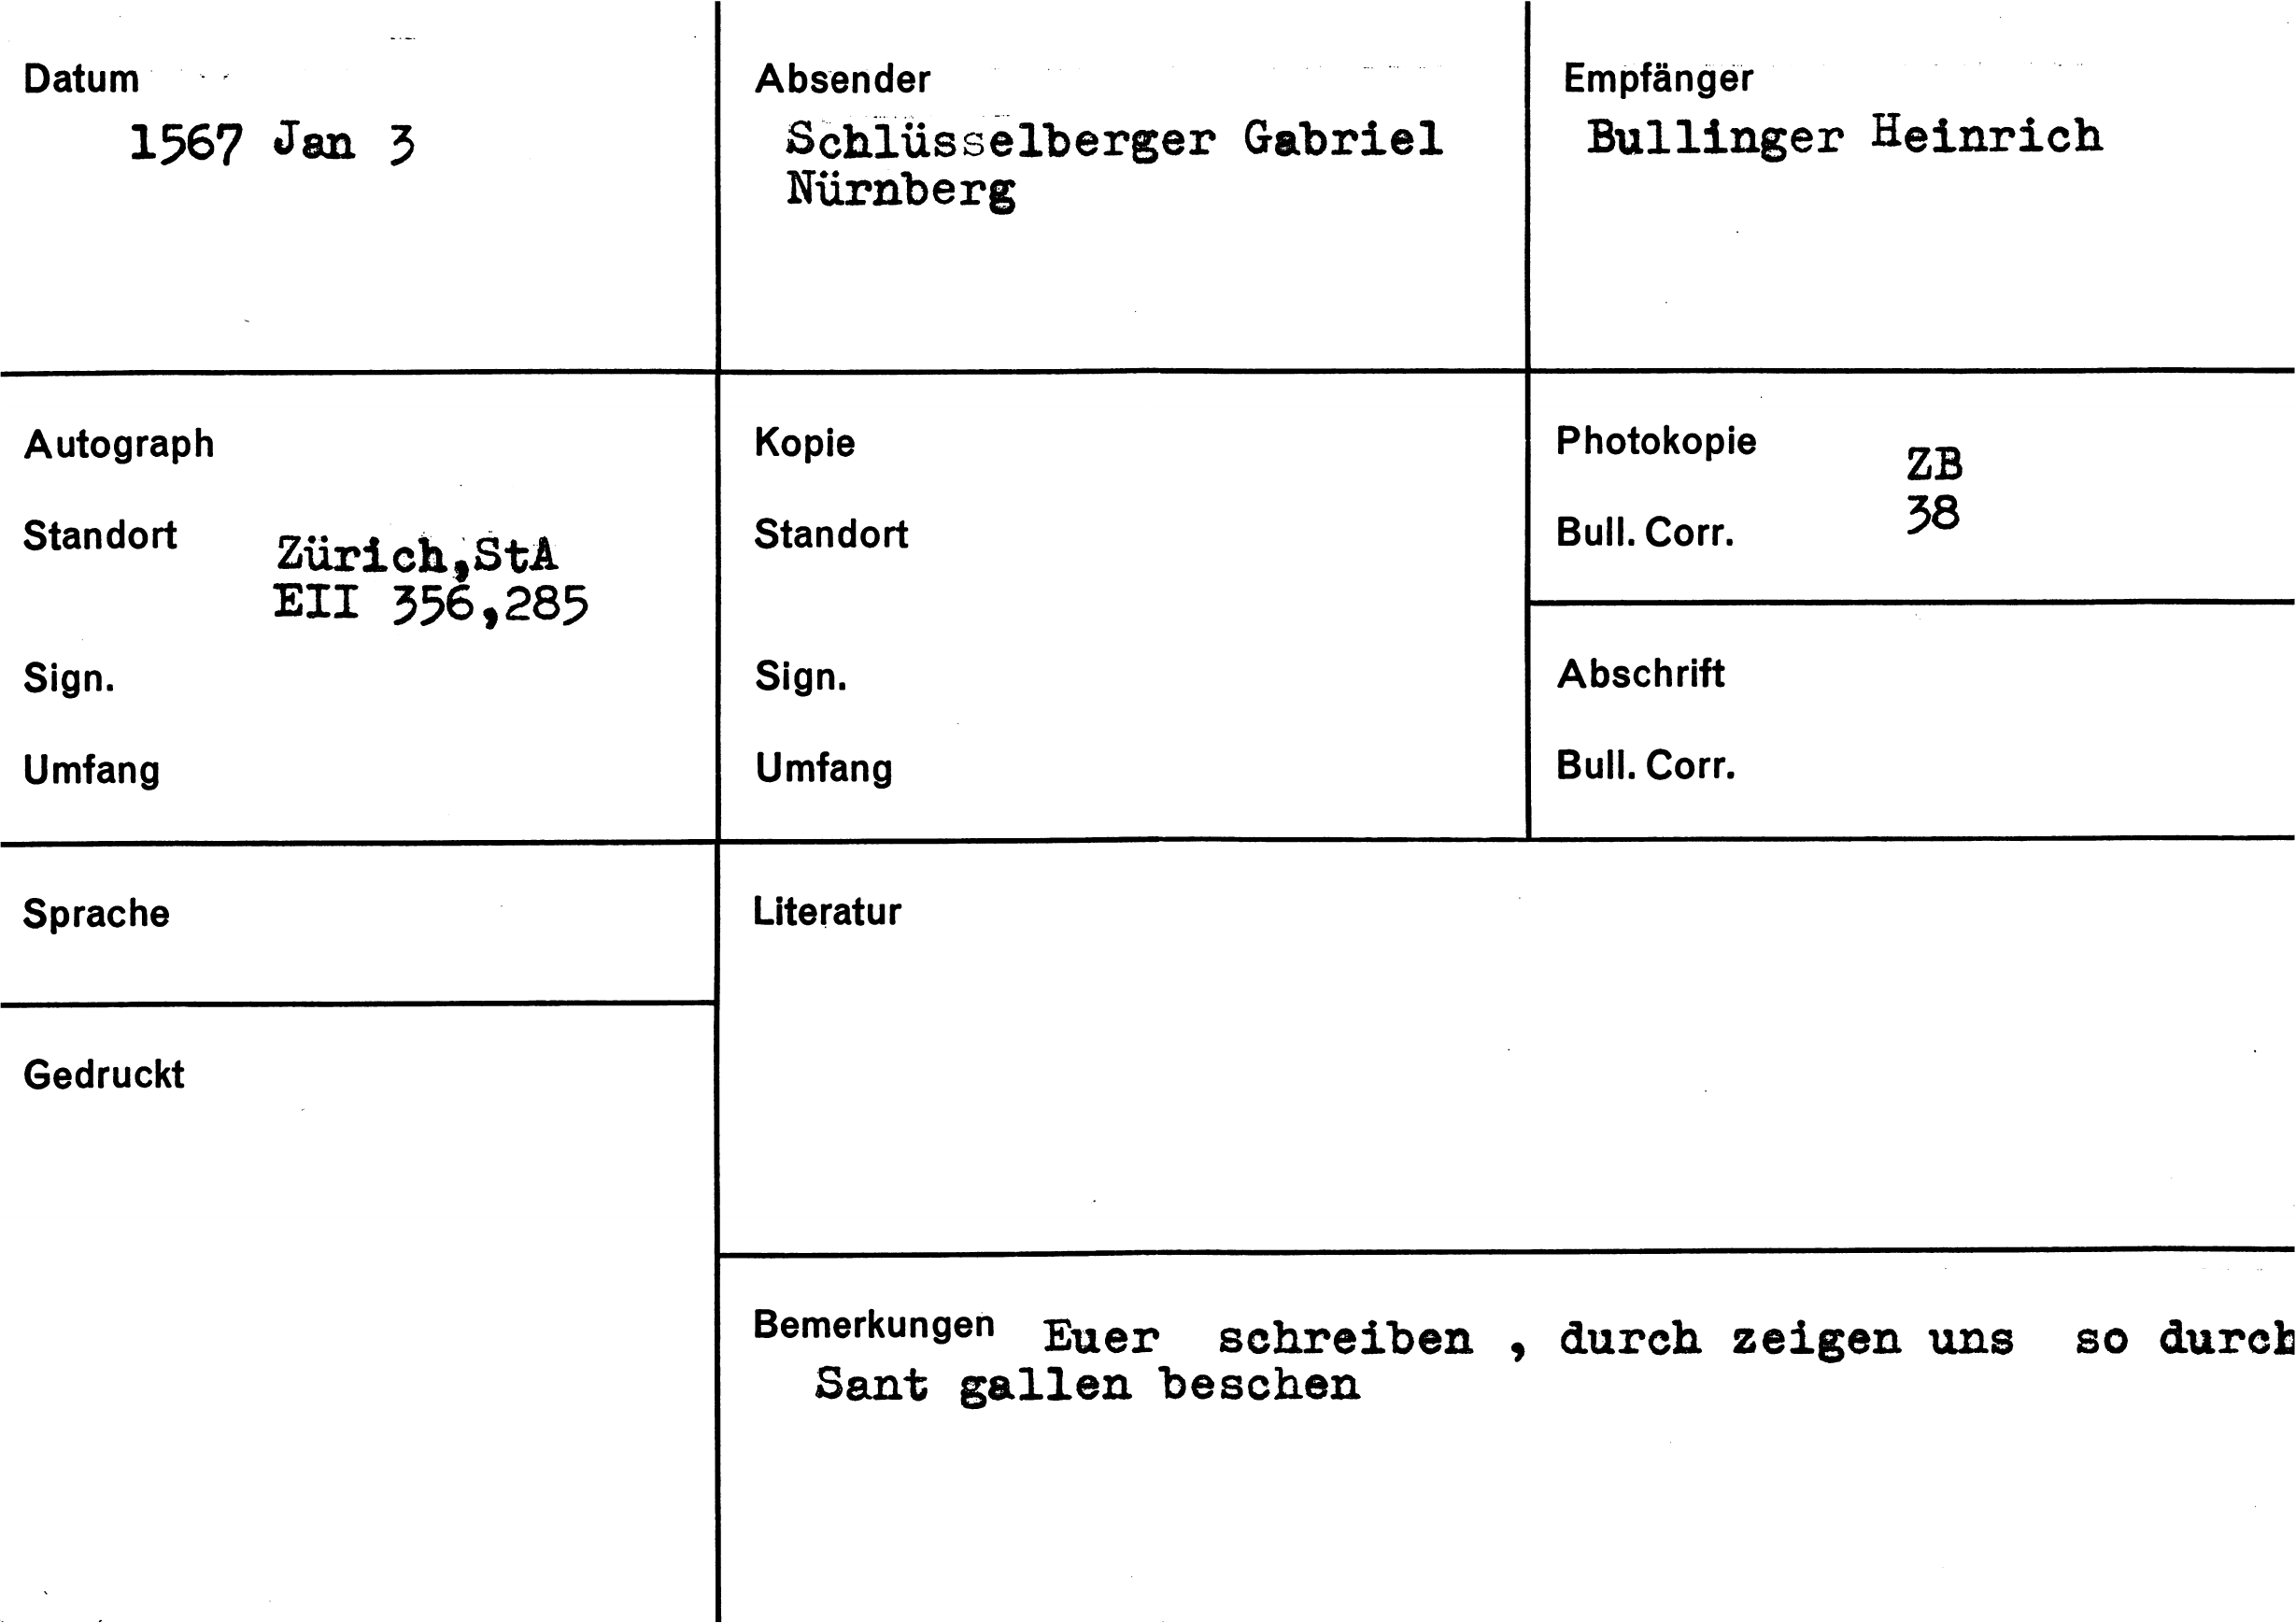 Datum
1567 Jan 3
Absender
Schlüsselberger Gabriel
Nürnberg
Empfänger
Bullinger Heinrich
Autograph
Standort
Zürich,StA
EII 356,285
Sign.
Umfang
Kopie
Standort
Sign.
Umfang
Photokopie
ZB
Bull. Corr.
38
Abschrift
Bull. Corr.
Sprache
Literatur
Gedruckt
Bemerkungen Euer schreiben , durch zeigen uns so durch
Sant gallen beschen